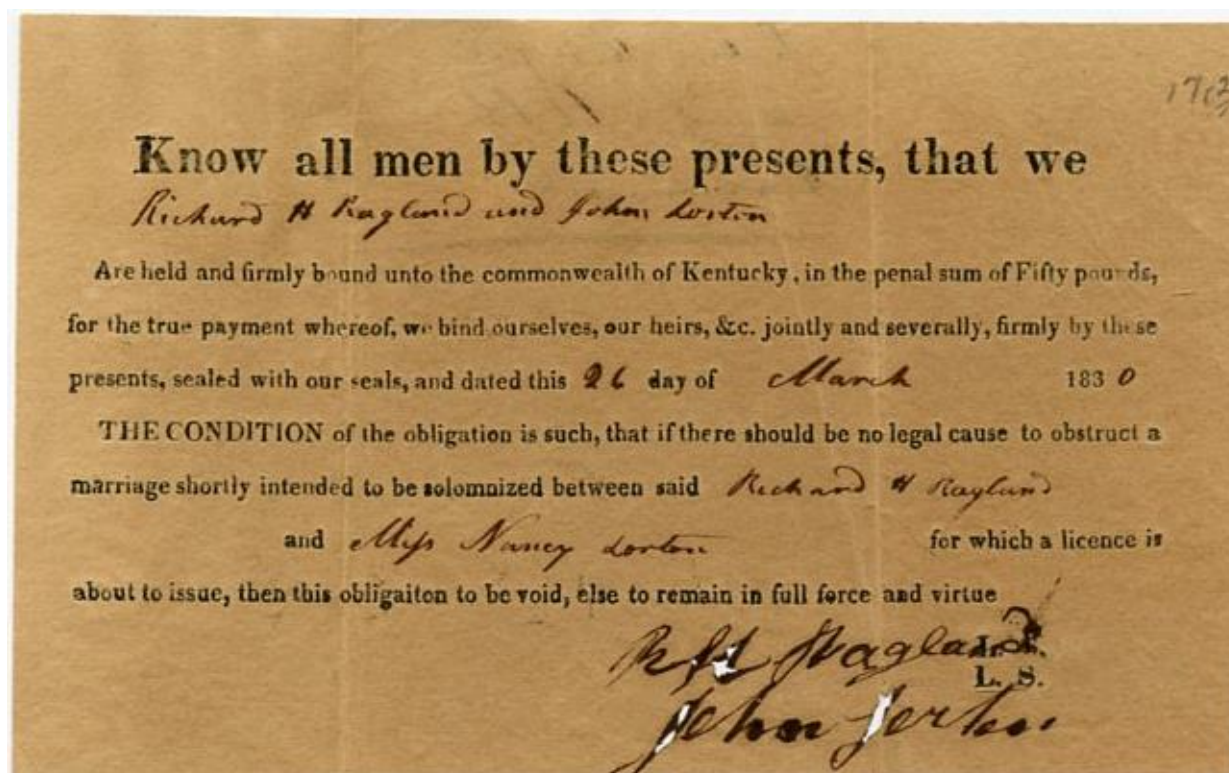 Know all men by these presents, that we
Richard H Ragland and John Lorton
Are held and firmly bound unto the commonwealth of Kentucky, in the penal sum of Fifty pounds,
for the true payment whereof, we bind ourselves, our heirs, &c. jointly and severally, firmly by these
presents, sealed with our seals, and dated this 26 day of March 1830
THE CONDITION of the obligation is such, that if there should be no legal cause to obstruct a
marriage shortly intended to be solomnized between said Richard H Ragland
and Miss Nancy Lorton for which a licence is
about to issue, then this obligaiton to be void, else to remain in full force and virtue
R H Ragland L. S.
L. S.
John